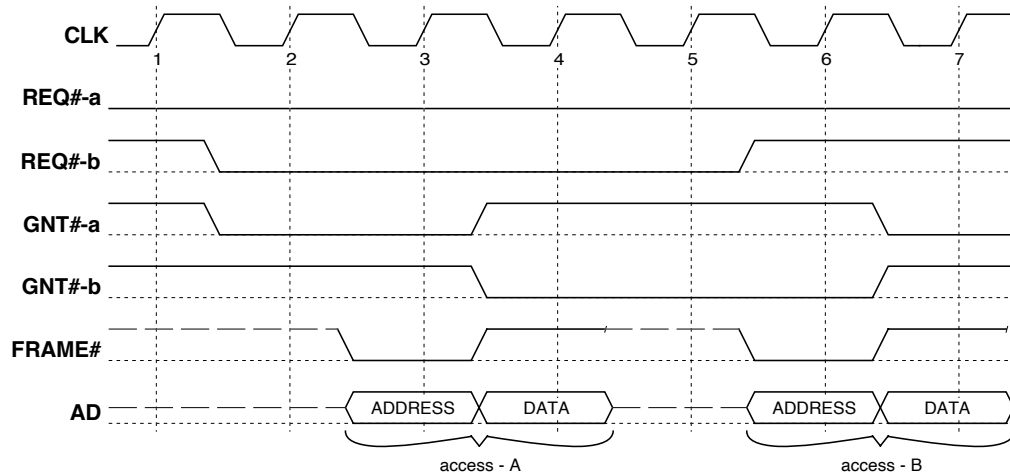 CLK
1 2 3 4 5 6 7
REQ#-a
REQ#-b
GNT#-a
GNT#-b
FRAME#
AD ADDRESS DATA ADDRESS DATA
access - A access - B